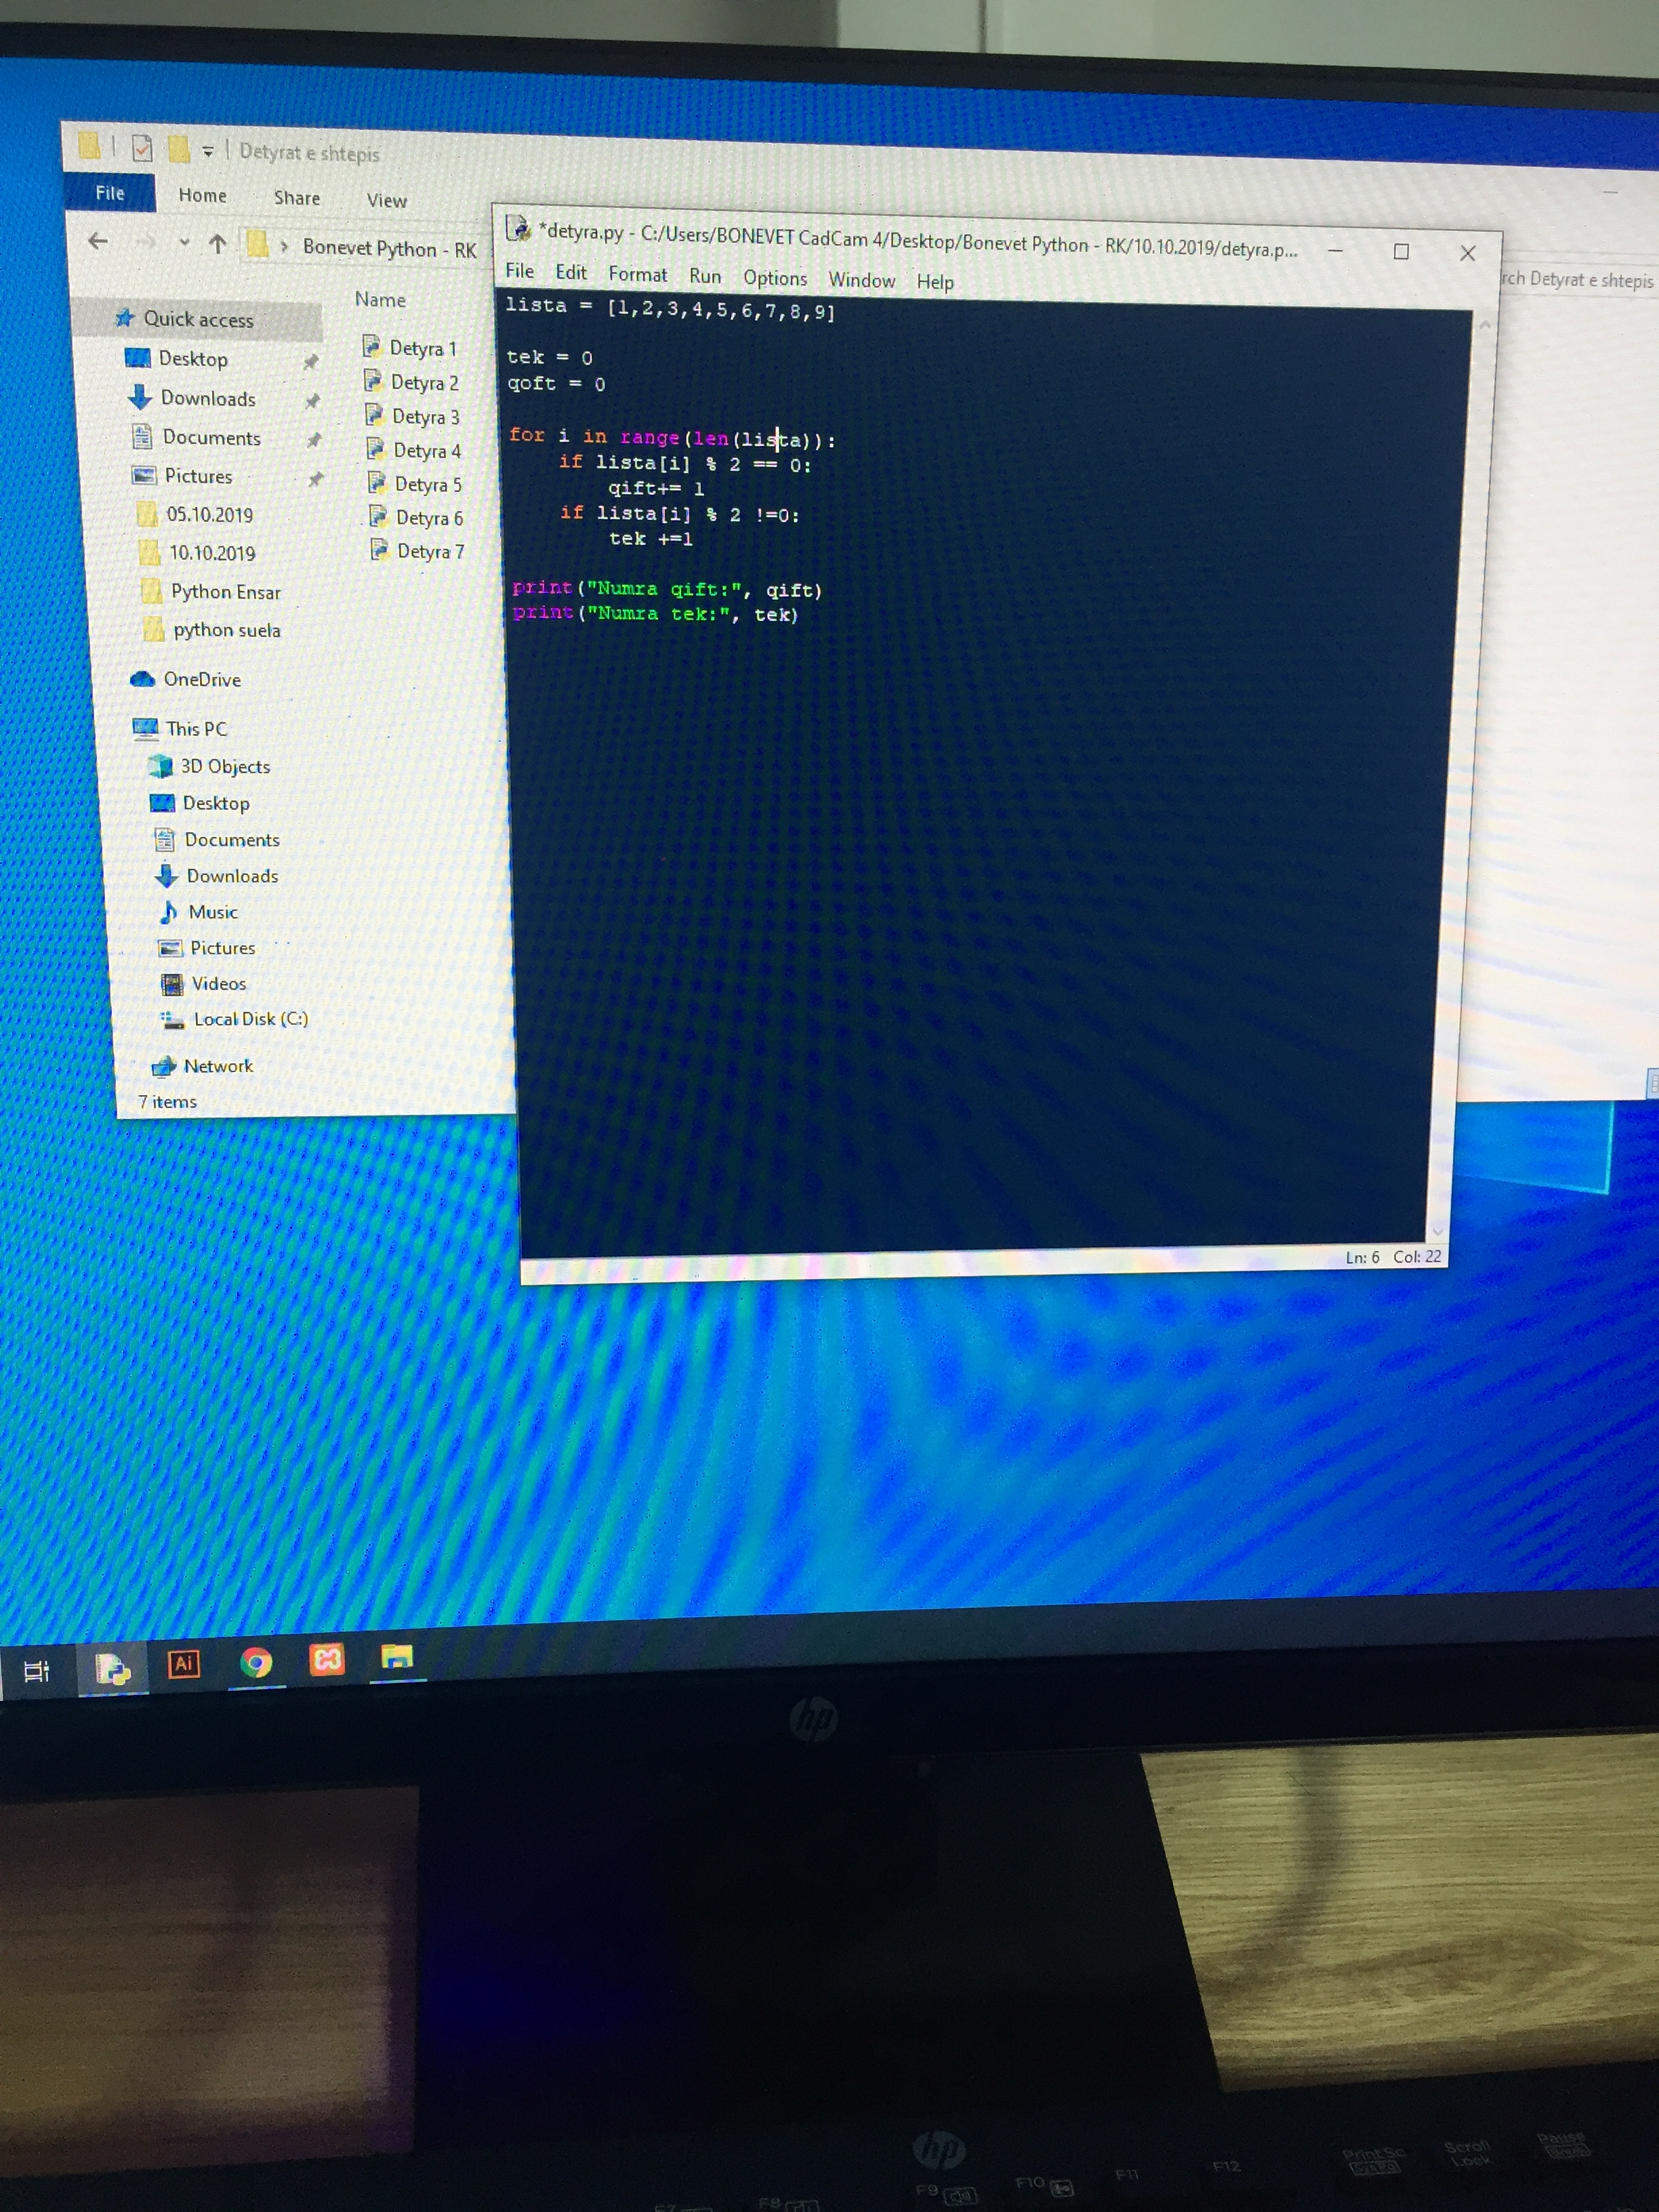 Detyrat e shtepis
File Home Share View
Bonevet Python - RK
rch Detyrat e shtepis
Name
Quick access
Desktop
Downloads
Documents
Pictures
05.10.2019
10.10.2019
Python Ensar
python suela
OneDrive
This PC
3D Objects
Desktop
Documents
Downloads
Music
Pictures
Videos
Local Disk (C:)
Network
7 items
Detyra 1
Detyra 2
Detyra 3
Detyra 4
Detyra 5
Detyra 6
Detyra 7
*detyra.py - C:/Users/BONEVET CadCam 4/Desktop/Bonevet Python - RK/10.10.2019/detyra.p...
File Edit Format Run Options Window Help
lista = [1,2,3,4,5,6,7,8,9]
tek = 0
qoft = 0
for i in range(len(lista)):
if lista[i] % 2 == 0:
qift+= 1
if lista[i] % 2 !=0:
tek +=1
print("Numra qift:", qift)
print("Numra tek:", tek)
Ln: 6 Col: 22
Ai
hp
hp
F7 F8 F9 F10 F11 F12 PrintSc Scroll Lock Pause